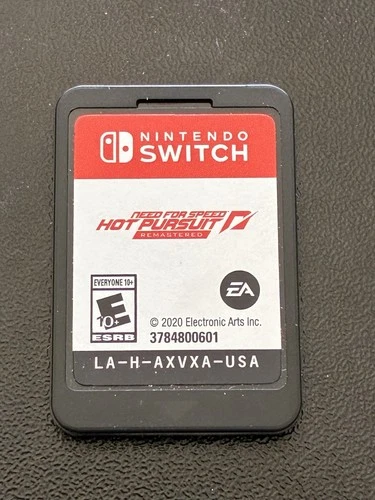 NINTENDO
SWITCH
NEED FOR SPEED
HOT PURSUIT
REMASTERED
EVERYONE 10+
E
10+
ESRB
EA
© 2020 Electronic Arts Inc.
3784800601
LA-H-AXVXA-USA